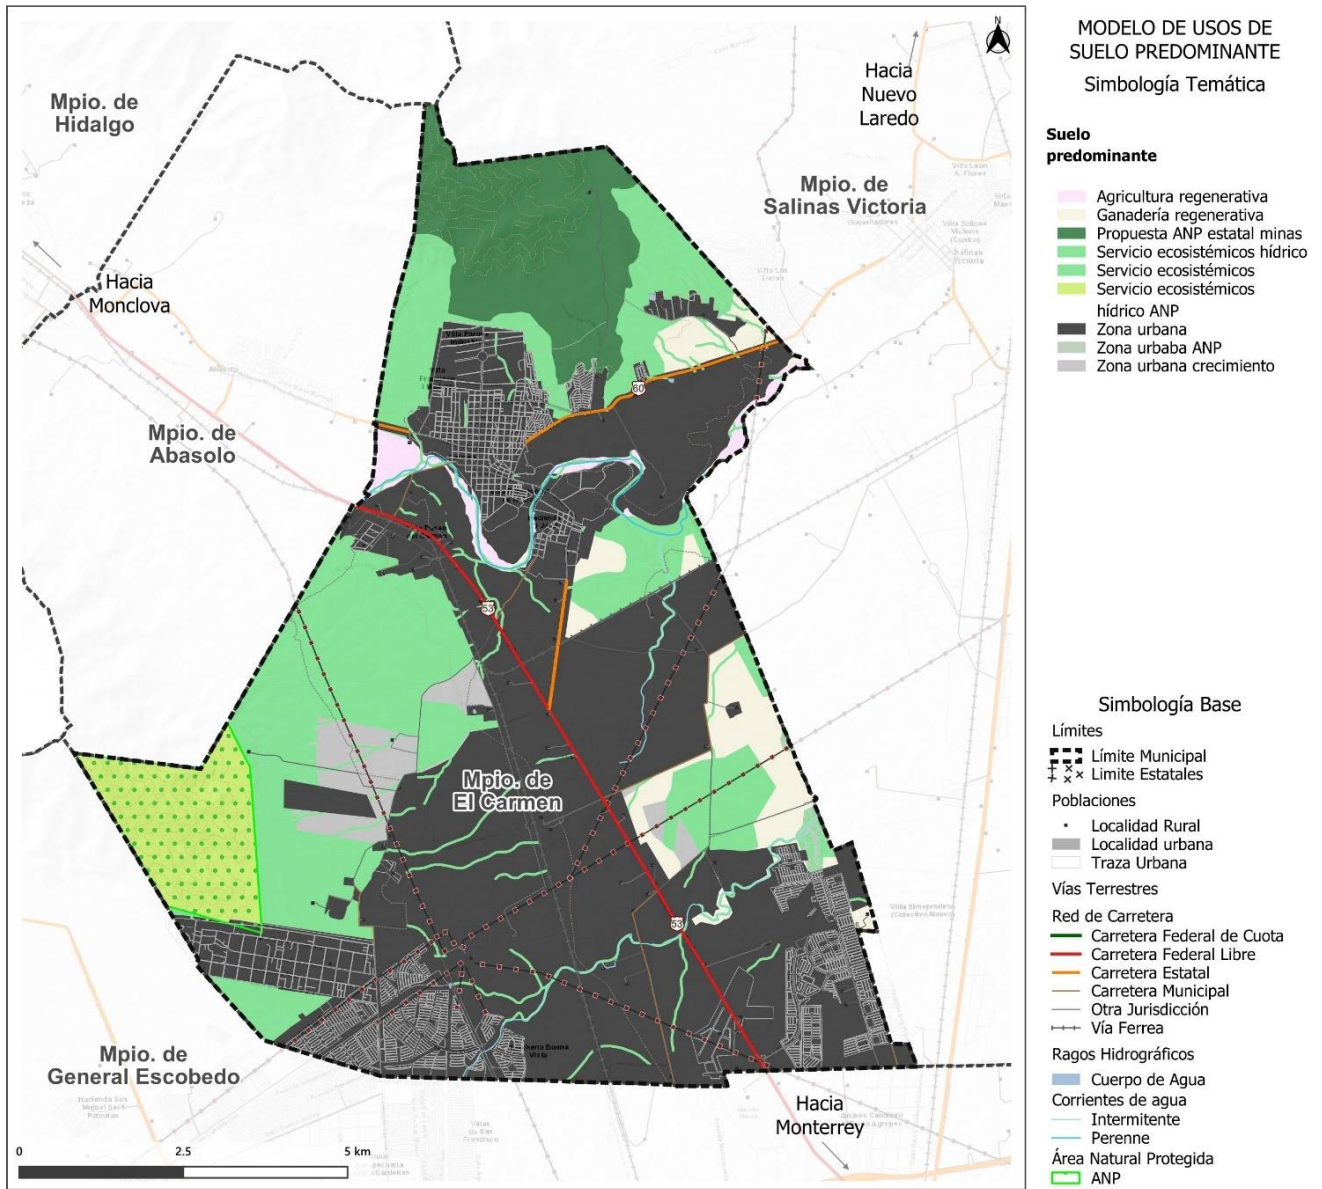 N
Hacia
Nuevo
Laredo
Mpio. de
Hidalgo
Mpio. de
Salinas Victoria
Hacia
Monclova
60
Mpio. de
Abasolo
53
Mpio. de
El Carmen
53
Mpio. de
General Escobedo
Hacia
Monterrey
0
2.5
5 km
MODELO DE USOS DE
SUELO PREDOMINANTE
Simbología Temática
Suelo
predominante
Agricultura regenerativa
Ganadería regenerativa
Propuesta ANP estatal minas
Servicio ecosistémicos hídrico
Servicio ecosistémicos
Servicio ecosistémicos
hídrico ANP
Zona urbana
Zona urbaba ANP
Zona urbana crecimiento
Simbología Base
Límites
Límite Municipal
Limite Estatales
Poblaciones
Localidad Rural
Localidad urbana
Traza Urbana
Vías Terrestres
Red de Carretera
Carretera Federal de Cuota
Carretera Federal Libre
Carretera Estatal
Carretera Municipal
Otra Jurisdicción
Vía Ferrea
Ragos Hidrográficos
Cuerpo de Agua
Corrientes de agua
Intermitente
Perenne
Área Natural Protegida
ANP